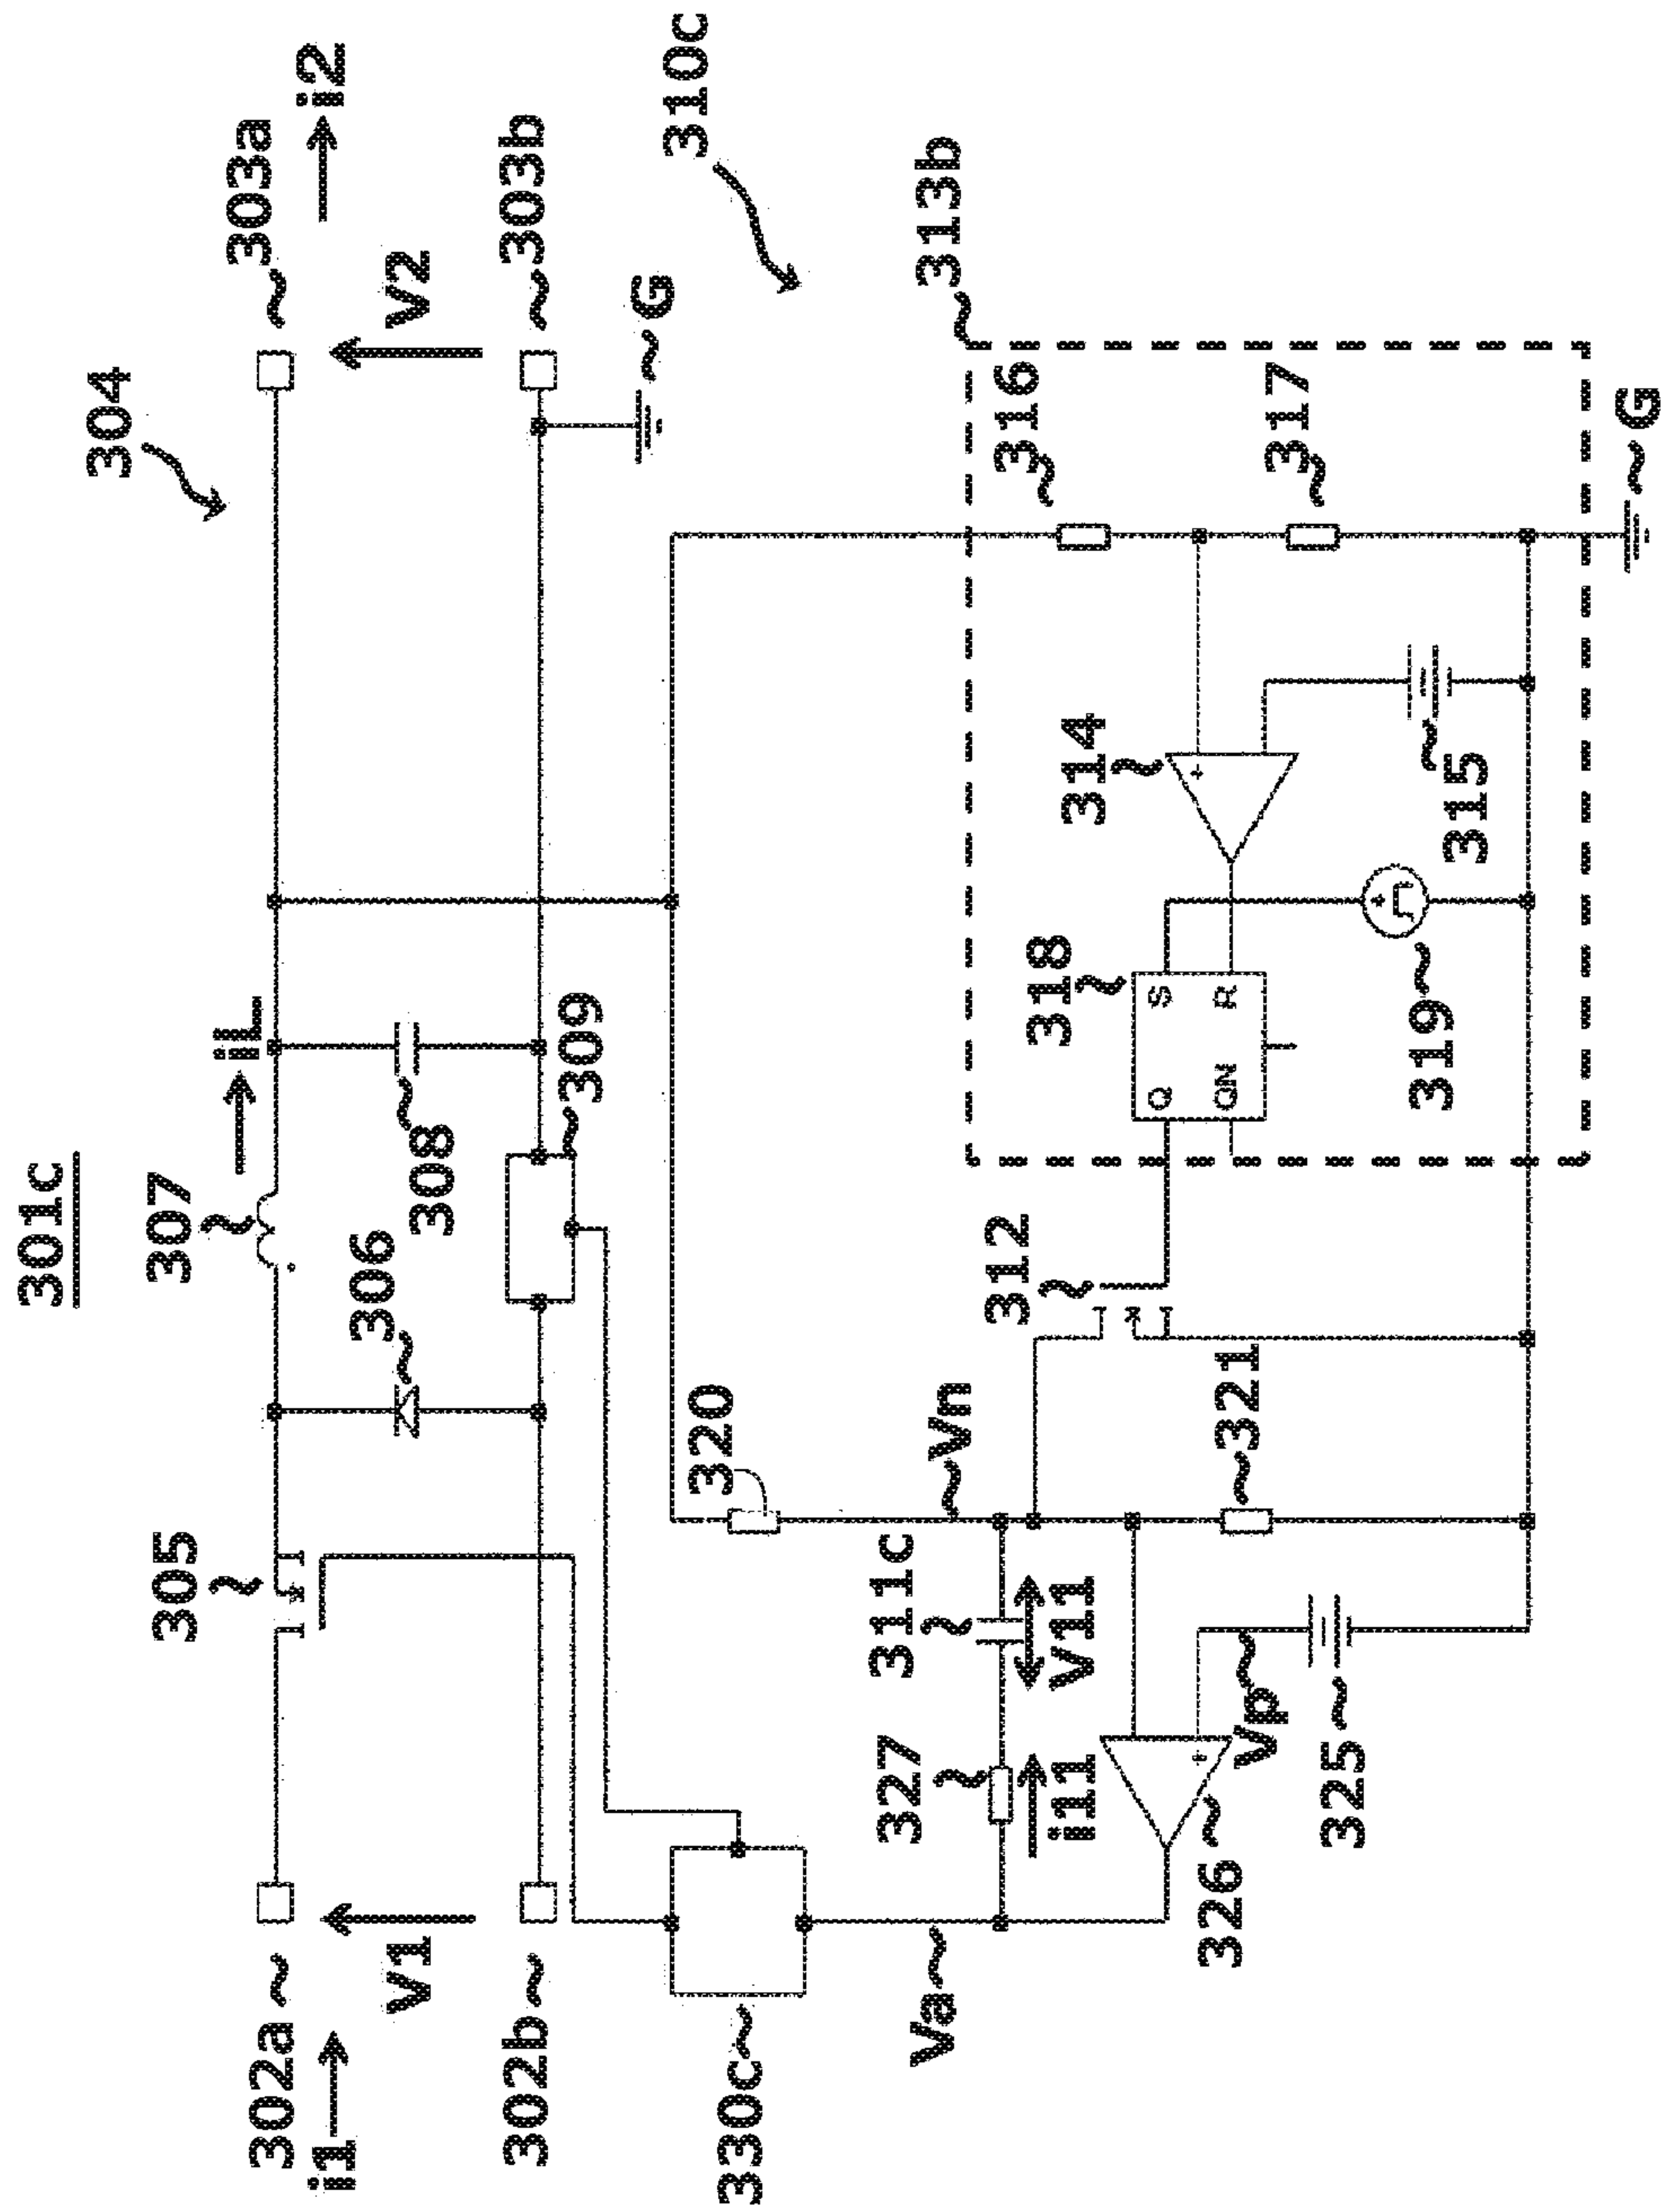 301c
304
305
307
iL
302a
i1
V1
302b
306
308
309
303a
i2
V2
303b
G
310c
330c
320
Vn
Va
327
i11
311c
V11
312
326
Vp
325
321
313b
318
Q
S
QN
R
314
+
316
317
319
+
315
+
G